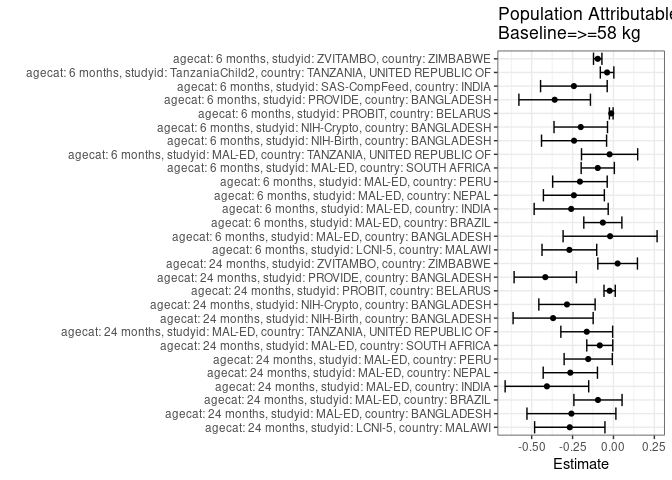 Population Attributable
Baseline=>=58 kg
agecat: 6 months, studyid: ZVITAMBO, country: ZIMBABWE
agecat: 6 months, studyid: TanzaniaChild2, country: TANZANIA, UNITED REPUBLIC OF
agecat: 6 months, studyid: SAS-CompFeed, country: INDIA
agecat: 6 months, studyid: PROVIDE, country: BANGLADESH
agecat: 6 months, studyid: PROBIT, country: BELARUS
agecat: 6 months, studyid: NIH-Crypto, country: BANGLADESH
agecat: 6 months, studyid: NIH-Birth, country: BANGLADESH
agecat: 6 months, studyid: MAL-ED, country: TANZANIA, UNITED REPUBLIC OF
agecat: 6 months, studyid: MAL-ED, country: SOUTH AFRICA
agecat: 6 months, studyid: MAL-ED, country: PERU
agecat: 6 months, studyid: MAL-ED, country: NEPAL
agecat: 6 months, studyid: MAL-ED, country: INDIA
agecat: 6 months, studyid: MAL-ED, country: BRAZIL
agecat: 6 months, studyid: MAL-ED, country: BANGLADESH
agecat: 6 months, studyid: LCNI-5, country: MALAWI
agecat: 24 months, studyid: ZVITAMBO, country: ZIMBABWE
agecat: 24 months, studyid: PROVIDE, country: BANGLADESH
agecat: 24 months, studyid: PROBIT, country: BELARUS
agecat: 24 months, studyid: NIH-Crypto, country: BANGLADESH
agecat: 24 months, studyid: NIH-Birth, country: BANGLADESH
agecat: 24 months, studyid: MAL-ED, country: TANZANIA, UNITED REPUBLIC OF
agecat: 24 months, studyid: MAL-ED, country: SOUTH AFRICA
agecat: 24 months, studyid: MAL-ED, country: PERU
agecat: 24 months, studyid: MAL-ED, country: NEPAL
agecat: 24 months, studyid: MAL-ED, country: INDIA
agecat: 24 months, studyid: MAL-ED, country: BRAZIL
agecat: 24 months, studyid: MAL-ED, country: BANGLADESH
agecat: 24 months, studyid: LCNI-5, country: MALAWI
-0.50 -0.25 0.00 0.25
Estimate